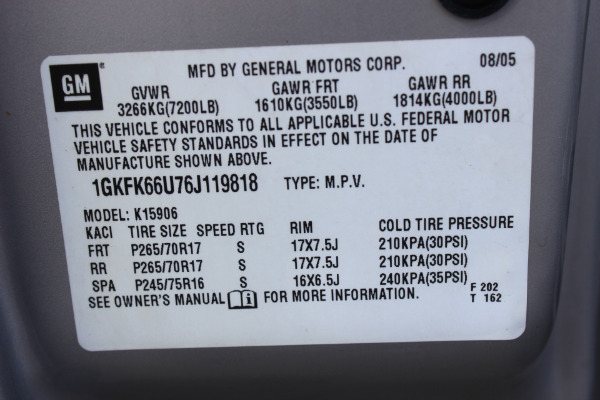 MFD BY GENERAL MOTORS CORP. 08/05
GM
GVWR GAWR FRT GAWR RR
3266KG(7200LB) 1610KG(3550LB) 1814KG(4000LB)
THIS VEHICLE CONFORMS TO ALL APPLICABLE U.S. FEDERAL MOTOR
VEHICLE SAFETY STANDARDS IN EFFECT ON THE DATE OF
MANUFACTURE SHOWN ABOVE.
1GKFK66U76J119818 TYPE: M.P.V.
MODEL: K15906
KACI TIRE SIZE SPEED RTG RIM COLD TIRE PRESSURE
FRT P265/70R17 S 17X7.5J 210KPA(30PSI)
RR P265/70R17 S 17X7.5J 210KPA(30PSI)
SPA P245/75R16 S 16X6.5J 240KPA(35PSI)
SEE OWNER'S MANUAL FOR MORE INFORMATION.
F 202
T 162